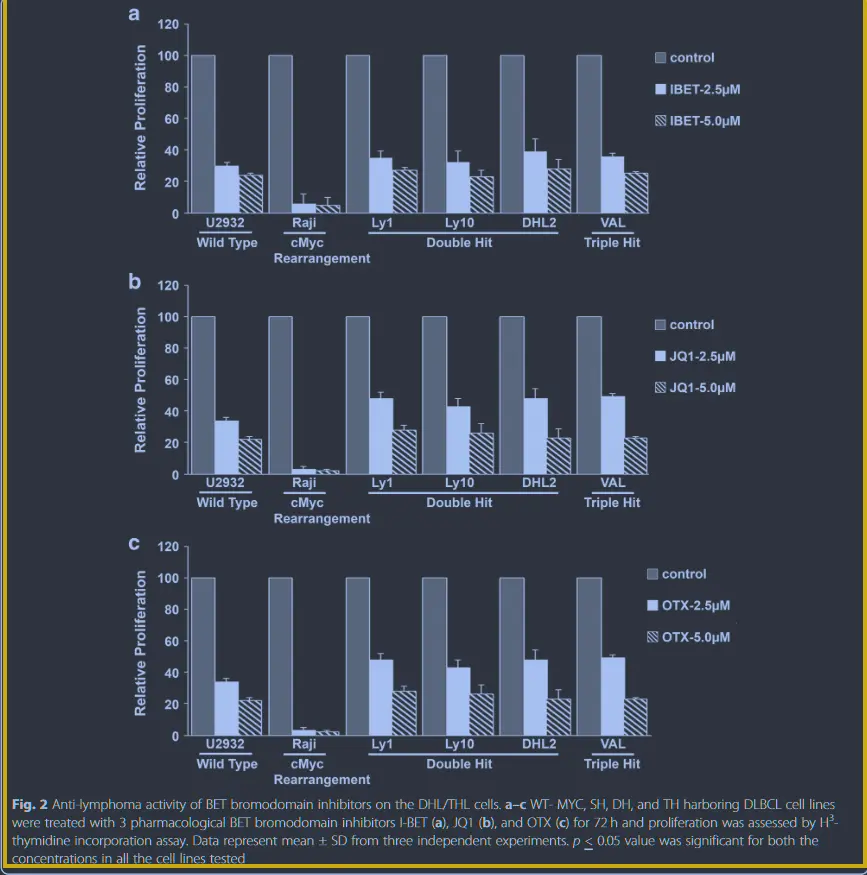 a
120
100
80
60
40
20
0
Relative Proliferation
control
IBET-2.5µM
IBET-5.0µM
U2932 Raji Ly1 Ly10 DHL2 VAL
Wild Type cMyc Double Hit Triple Hit
Rearrangement
b
120
100
80
60
40
20
0
Relative Proliferation
control
JQ1-2.5µM
JQ1-5.0µM
U2932 Raji Ly1 Ly10 DHL2 VAL
Wild Type cMyc Double Hit Triple Hit
Rearrangement
c
120
100
80
60
40
20
0
Relative Proliferation
control
OTX-2.5µM
OTX-5.0µM
U2932 Raji Ly1 Ly10 DHL2 VAL
Wild Type cMyc Double Hit Triple Hit
Rearrangement
Fig. 2 Anti-lymphoma activity of BET bromodomain inhibitors on the DHL/THL cells. a–c WT- MYC, SH, DH, and TH harboring DLBCL cell lines
were treated with 3 pharmacological BET bromodomain inhibitors I-BET (a), JQ1 (b), and OTX (c) for 72 h and proliferation was assessed by H³-
thymidine incorporation assay. Data represent mean ± SD from three independent experiments. p ≤ 0.05 value was significant for both the
concentrations in all the cell lines tested